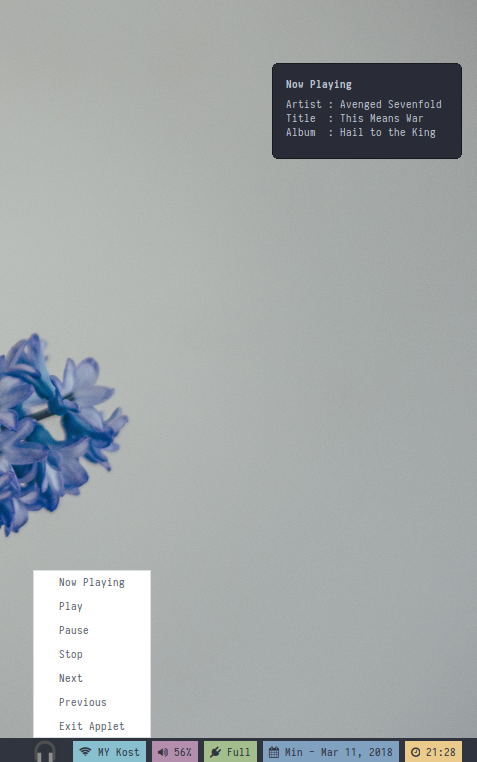 Now Playing
Artist : Avenged Sevenfold
Title  : This Means War
Album  : Hail to the King
Now Playing
Play
Pause
Stop
Next
Previous
Exit Applet
MY Kost 56% Full Min - Mar 11, 2018 21:28